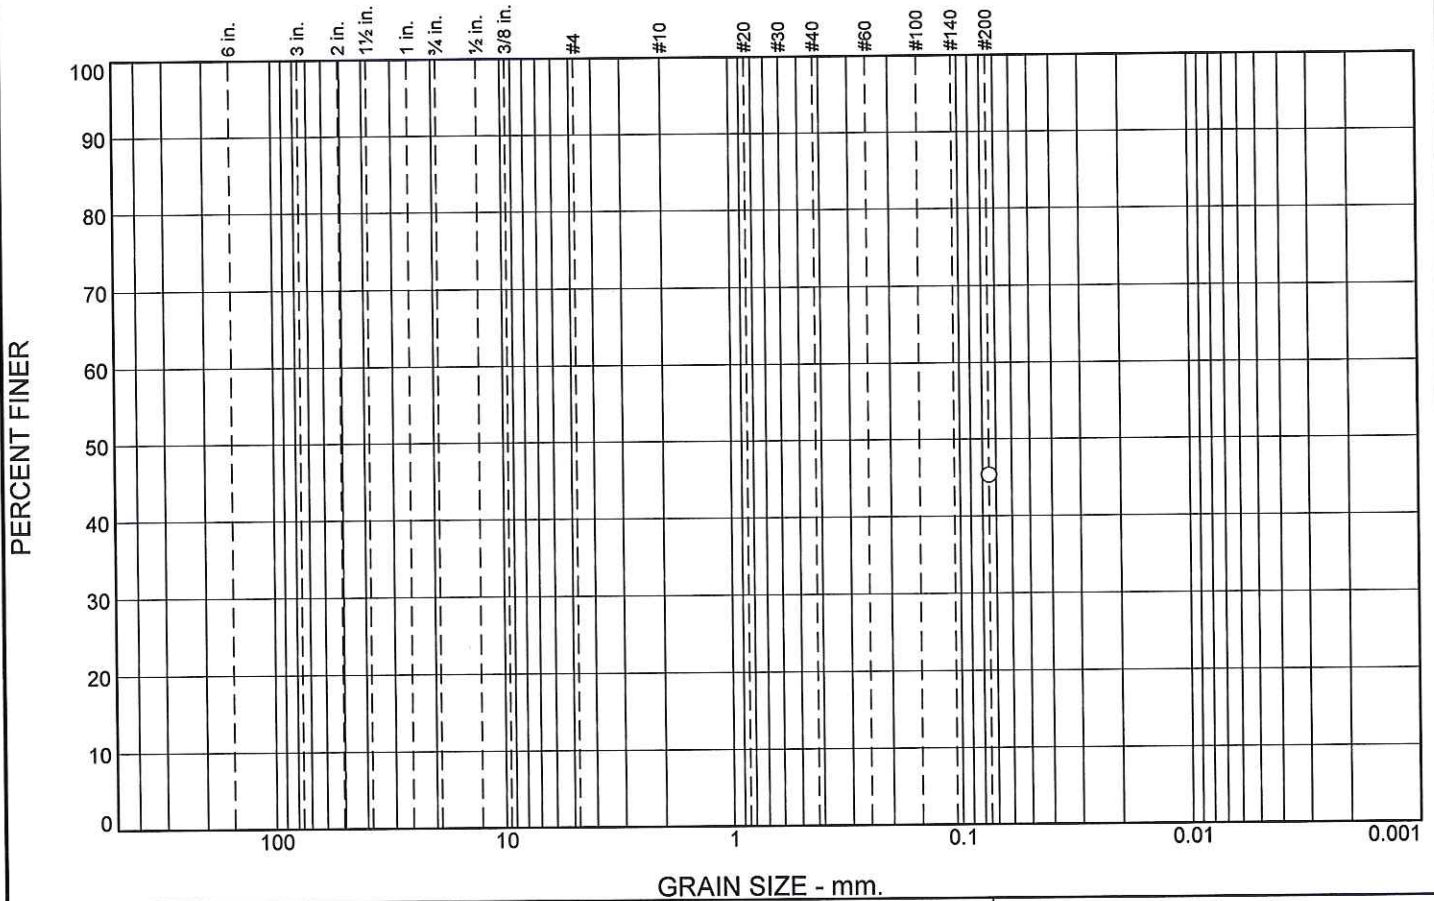 6 in.
3 in.
2 in.
1½ in.
1 in.
¾ in.
½ in.
3/8 in.
#4
#10
#20
#30
#40
#60
#100
#140
#200
PERCENT FINER
100
90
80
70
60
50
40
30
20
10
0
100 10 1 0.1 0.01 0.001
GRAIN SIZE - mm.